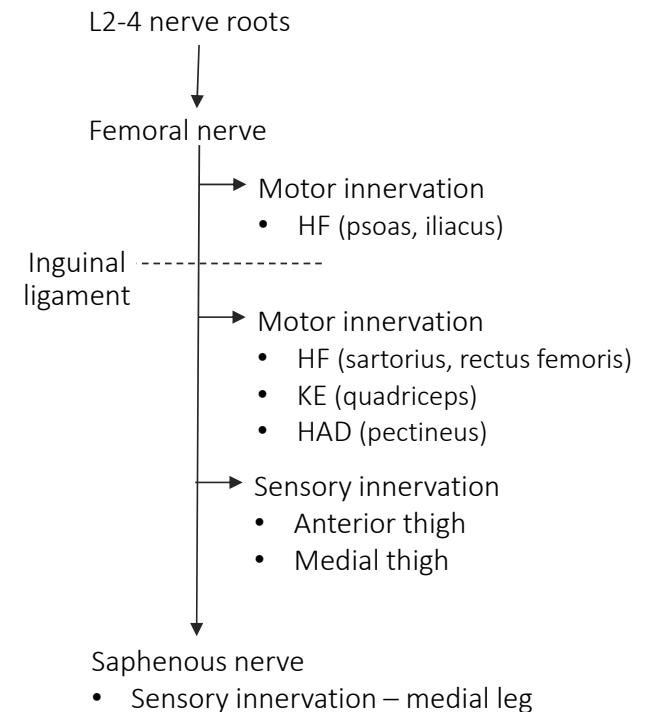 L2-4 nerve roots
Femoral nerve
Motor innervation
• HF (psoas, iliacus)
Inguinal
ligament
Motor innervation
• HF (sartorius, rectus femoris)
• KE (quadriceps)
• HAD (pectineus)
Sensory innervation
• Anterior thigh
• Medial thigh
Saphenous nerve
• Sensory innervation – medial leg